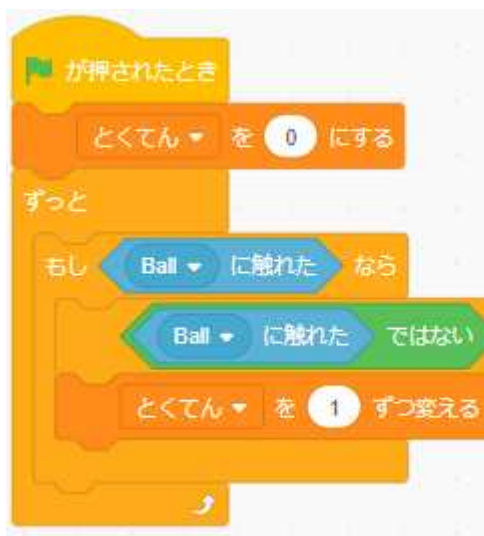 が押されたとき
とくてん を 0 にする
ずっと
もし Ball に触れた なら
Ball に触れた ではない
とくてん を 1 ずつ変える